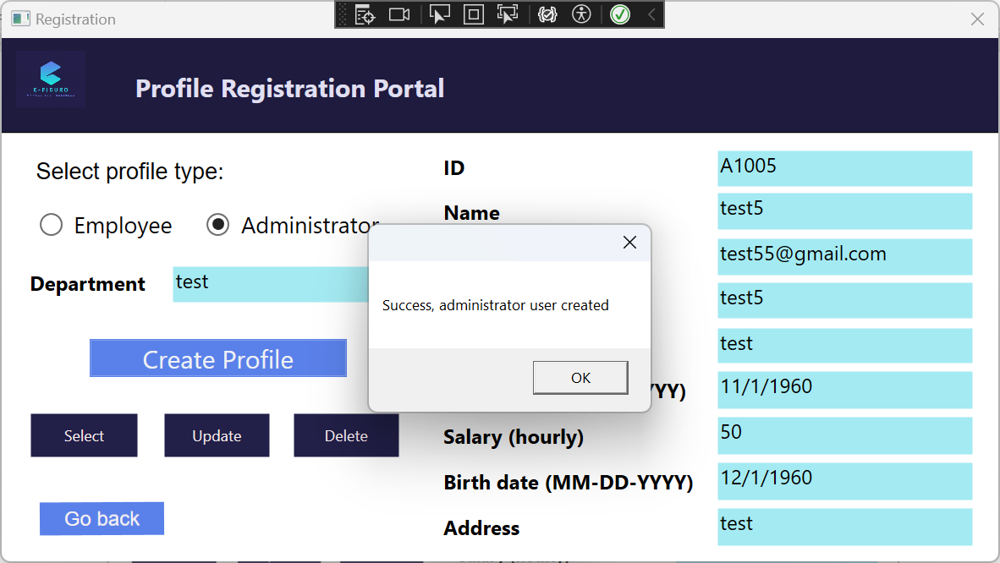 Registration
E-FIGURO
Profile Registration Portal
Select profile type:
Employee
Administrator
Department
test
Create Profile
Select
Update
Delete
Go back
ID
A1005
Name
test5
test55@gmail.com
test5
test
YYY)
11/1/1960
Salary (hourly)
50
Birth date (MM-DD-YYYY)
12/1/1960
Address
test
Success, administrator user created
OK